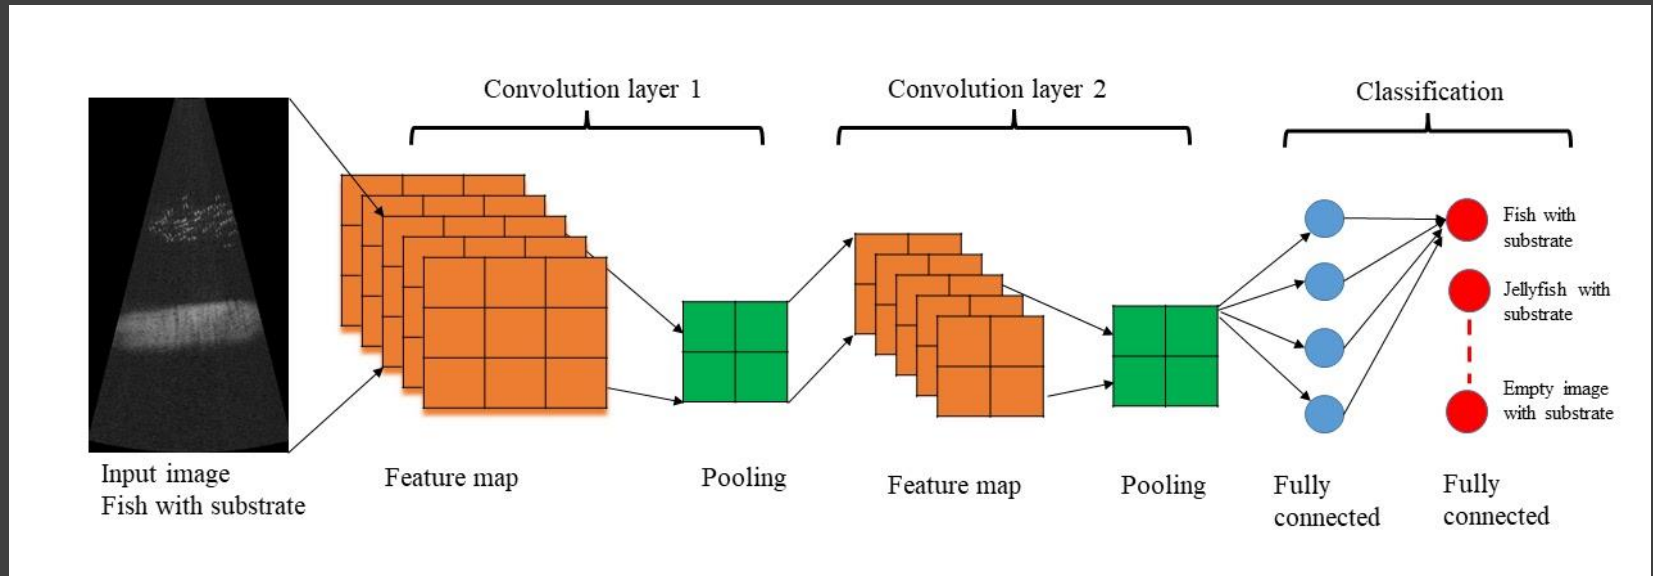 Convolution layer 1
Convolution layer 2
Classification
Fish with
substrate
Jellyfish with
substrate
Empty image
with substrate
Input image
Fish with substrate
Feature map
Pooling
Feature map
Pooling
Fully
connected
Fully
connected